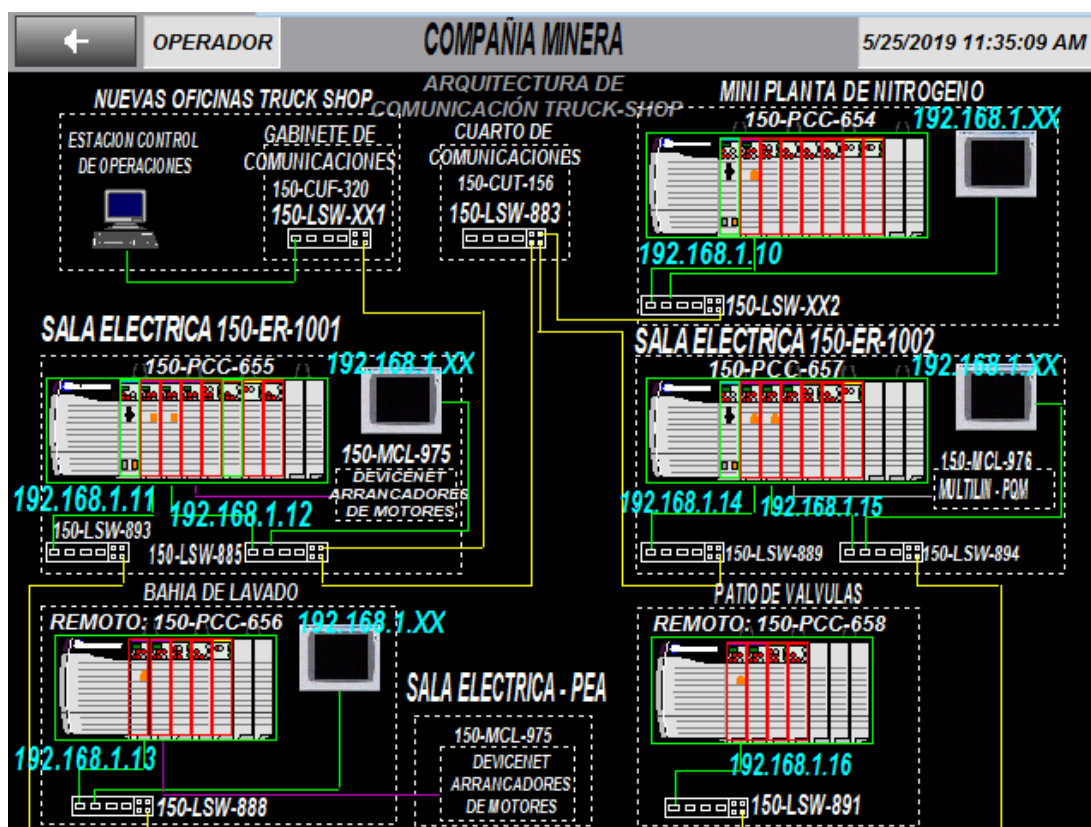 OPERADOR
COMPAÑIA MINERA
5/25/2019 11:35:09 AM
ARQUITECTURA DE
COMUNICACIÓN TRUCK-SHOP
NUEVAS OFICINAS TRUCK SHOP
ESTACION CONTROL
DE OPERACIONES
GABINETE DE
COMUNICACIONES
150-CUF-320
150-LSW-XX1
CUARTO DE
COMUNICACIONES
150-CUT-156
150-LSW-883
MINI PLANTA DE NITROGENO
150-PCC-654
192.168.1.XX
192.168.1.10
150-LSW-XX2
SALA ELECTRICA 150-ER-1001
150-PCC-655
192.168.1.XX
150-MCL-975
DEVICENET
ARRANCADORES
DE MOTORES
192.168.1.11
192.168.1.12
150-LSW-893
150-LSW-885
SALA ELECTRICA 150-ER-1002
150-PCC-657
192.168.1.XX
150-MCL-976
MULTILIN - PQM
192.168.1.14
192.168.1.15
150-LSW-889
150-LSW-894
BAHIA DE LAVADO
REMOTO: 150-PCC-656
192.168.1.XX
192.168.1.13
150-LSW-888
SALA ELECTRICA - PEA
150-MCL-975
DEVICENET
ARRANCADORES
DE MOTORES
PATIO DE VALVULAS
REMOTO: 150-PCC-658
192.168.1.16
150-LSW-891